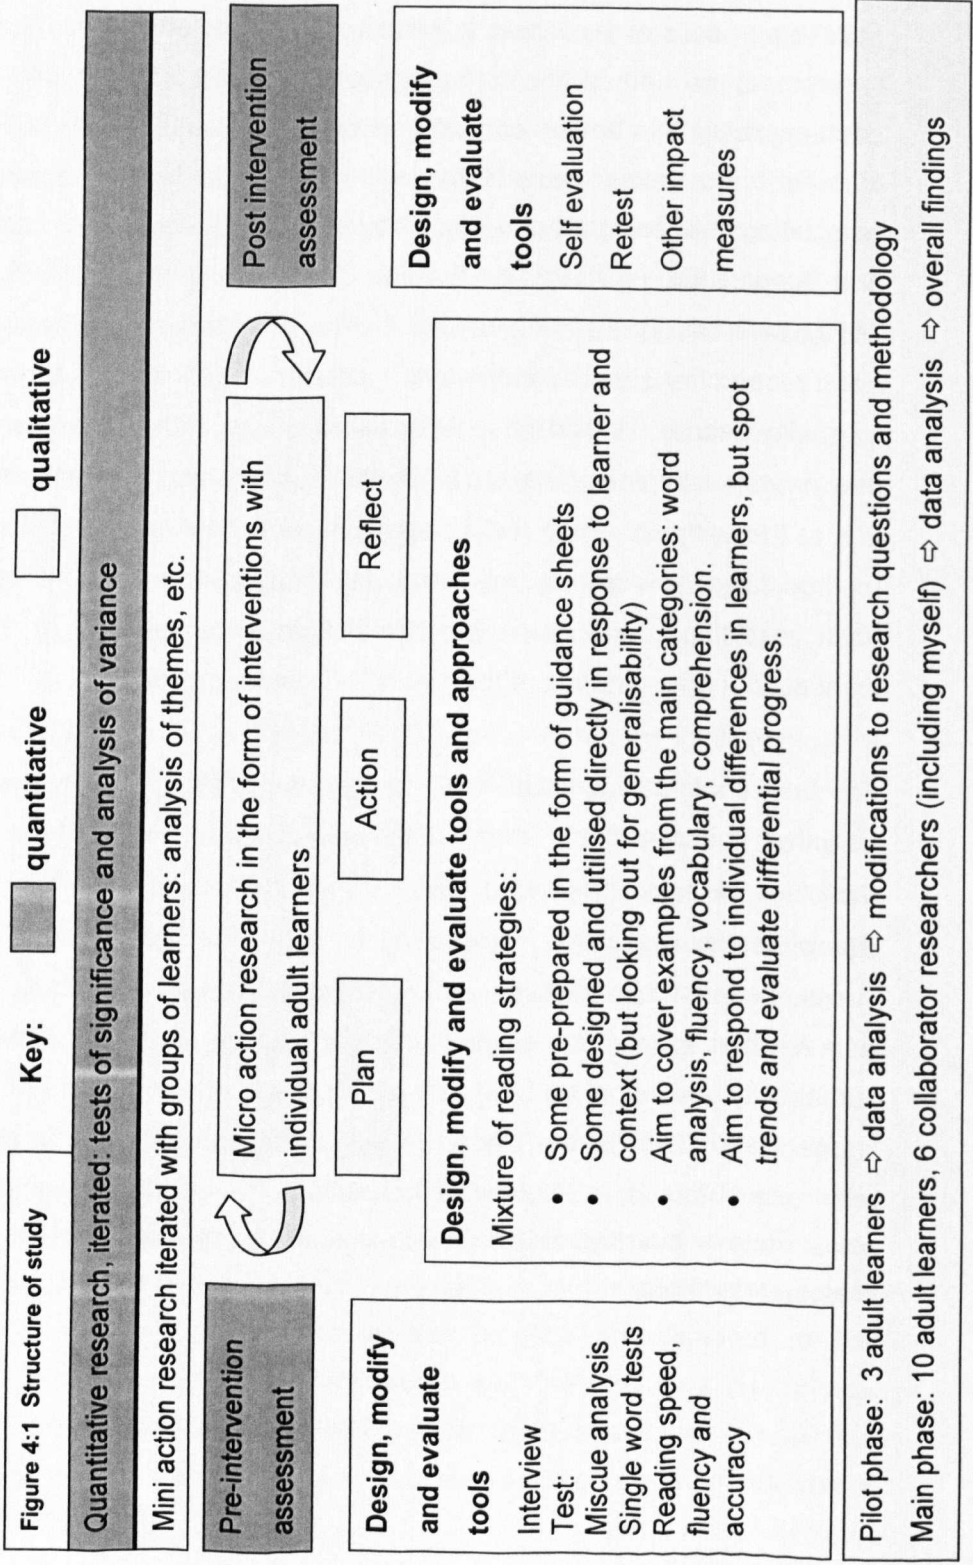 Figure 4:1 Structure of study
Key:
quantitative
qualitative
Quantitative research, iterated: tests of significance and analysis of variance
Mini action research iterated with groups of learners: analysis of themes, etc.
Pre-intervention
assessment
Micro action research in the form of interventions with
individual adult learners
Post intervention
assessment
Plan
Action
Reflect
Design, modify
and evaluate
tools
Interview
Test:
Miscue analysis
Single word tests
Reading speed,
fluency and
accuracy
Design, modify and evaluate tools and approaches
Mixture of reading strategies:
• Some pre-prepared in the form of guidance sheets
• Some designed and utilised directly in response to learner and
context (but looking out for generalisability)
• Aim to cover examples from the main categories: word
analysis, fluency, vocabulary, comprehension.
• Aim to respond to individual differences in learners, but spot
trends and evaluate differential progress.
Design, modify
and evaluate
tools
Self evaluation
Retest
Other impact
measures
Pilot phase: 3 adult learners ⇨ data analysis ⇨ modifications to research questions and methodology
Main phase: 10 adult learners, 6 collaborator researchers (including myself) ⇨ data analysis ⇨ overall findings